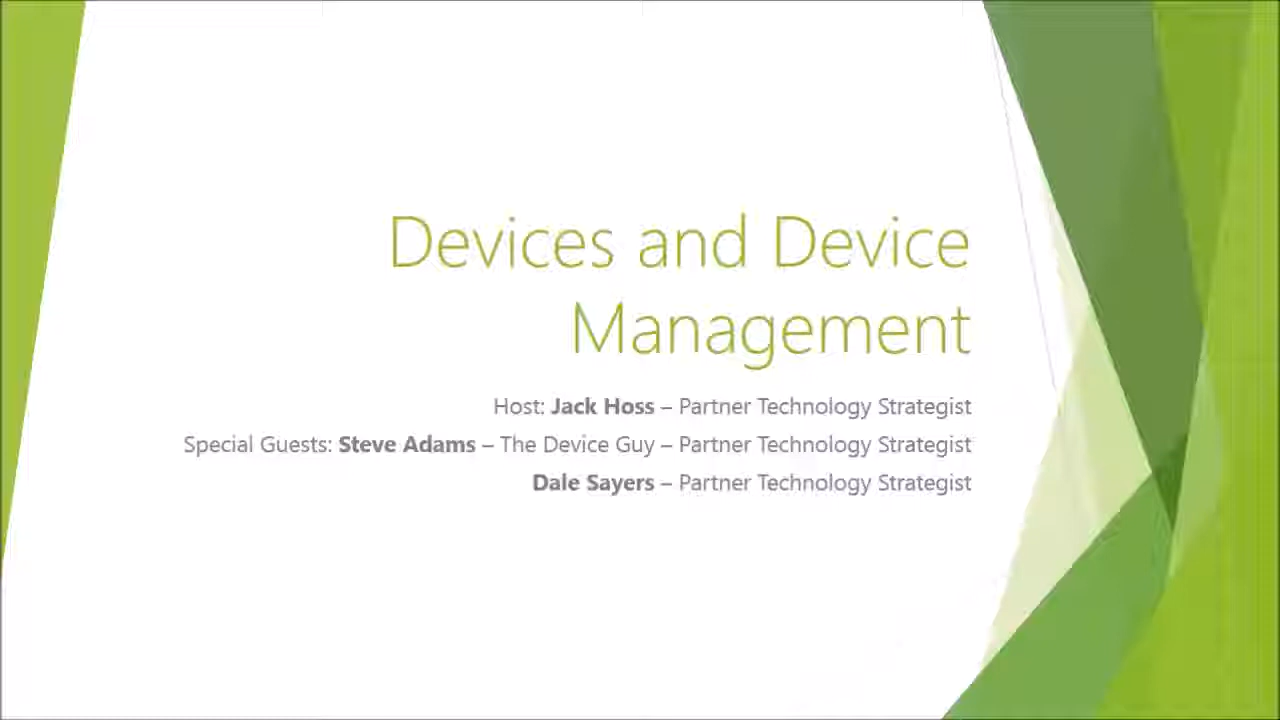 Devices and Device
Management
Host: Jack Hoss – Partner Technology Strategist
Special Guests: Steve Adams – The Device Guy – Partner Technology Strategist
Dale Sayers – Partner Technology Strategist